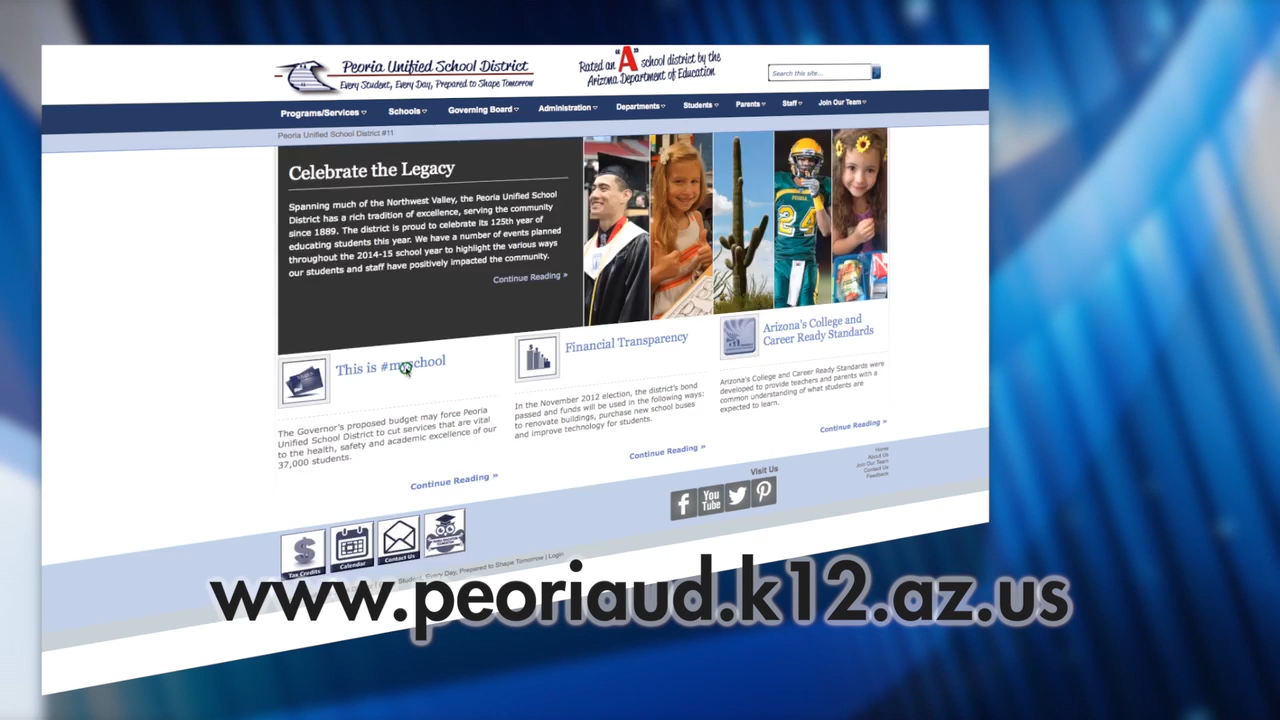 Peoria Unified School District
Every Student, Every Day, Prepared to Shape Tomorrow
Rated an "A" school district by the
Arizona Department of Education
Search this site...
Programs/Services Schools Governing Board Administration Departments Students Parents Staff Join Our Team
Peoria Unified School District #11
Celebrate the Legacy
Spanning much of the Northwest Valley, the Peoria Unified School
District has a rich tradition of excellence, serving the community
since 1889. The district is proud to celebrate its 125th year of
educating students this year. We have a number of events planned
throughout the 2014-15 school year to highlight the various ways
our students and staff have positively impacted the community.
Continue Reading »
PEORIA
24
This is #myschool
The Governor's proposed budget may force Peoria
Unified School District to cut services that are vital
to the health, safety and academic excellence of our
37,000 students.
Continue Reading »
Financial Transparency
In the November 2012 election, the district's bond
passed and funds will be used in the following ways:
to renovate buildings, purchase new school buses
and improve technology for students.
Continue Reading »
Arizona's College and
Career Ready Standards
Arizona's College and Career Ready Standards were
developed to provide teachers and parents with a
common understanding of what students are
expected to learn.
Continue Reading »
Home
About Us
Join Our Team
Contact Us
Feedback
Visit Us
You
Tube
Tax Credits
Calendar
Contact Us
Student, Every Day, Prepared to Shape Tomorrow | Login
www.peoriaud.k12.az.us